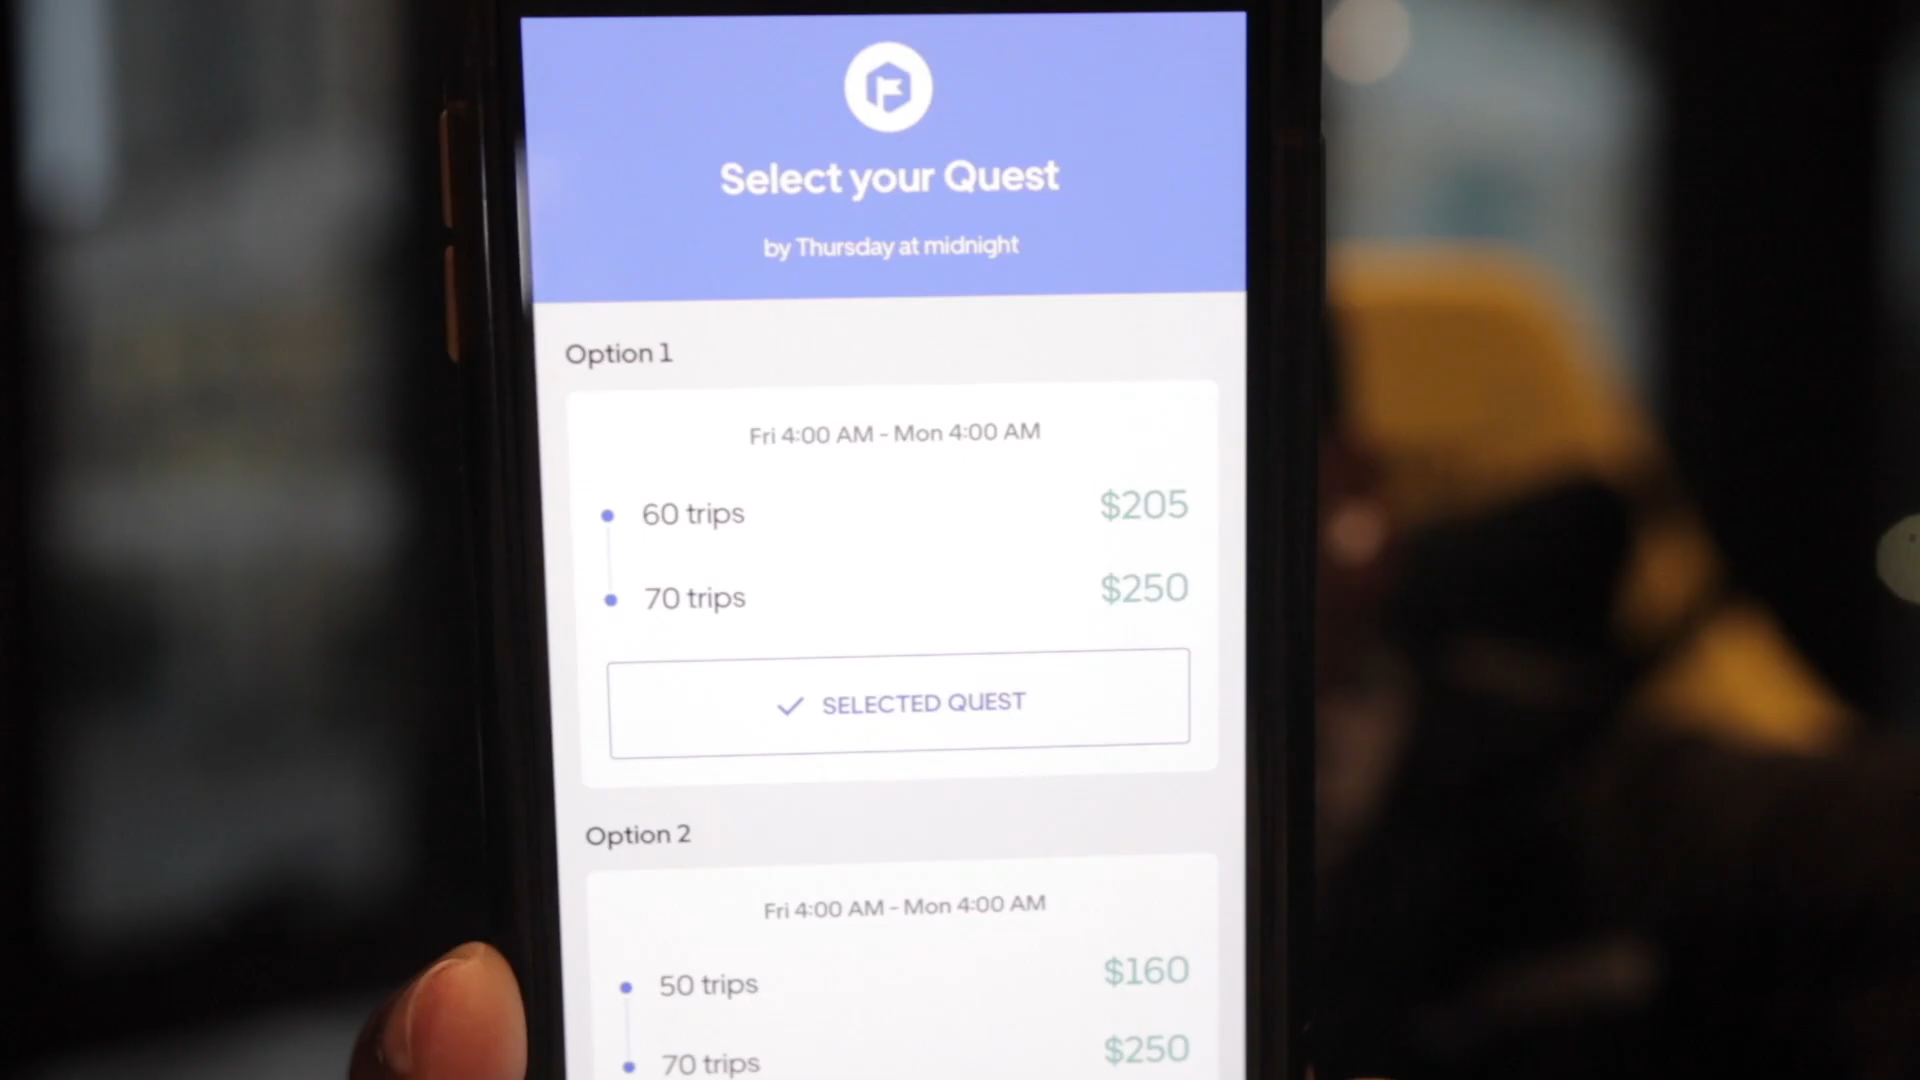 Select your Quest
by Thursday at midnight
Option 1
Fri 4:00 AM - Mon 4:00 AM
60 trips $205
70 trips $250
SELECTED QUEST
Option 2
Fri 4:00 AM - Mon 4:00 AM
50 trips $160
70 trips $250